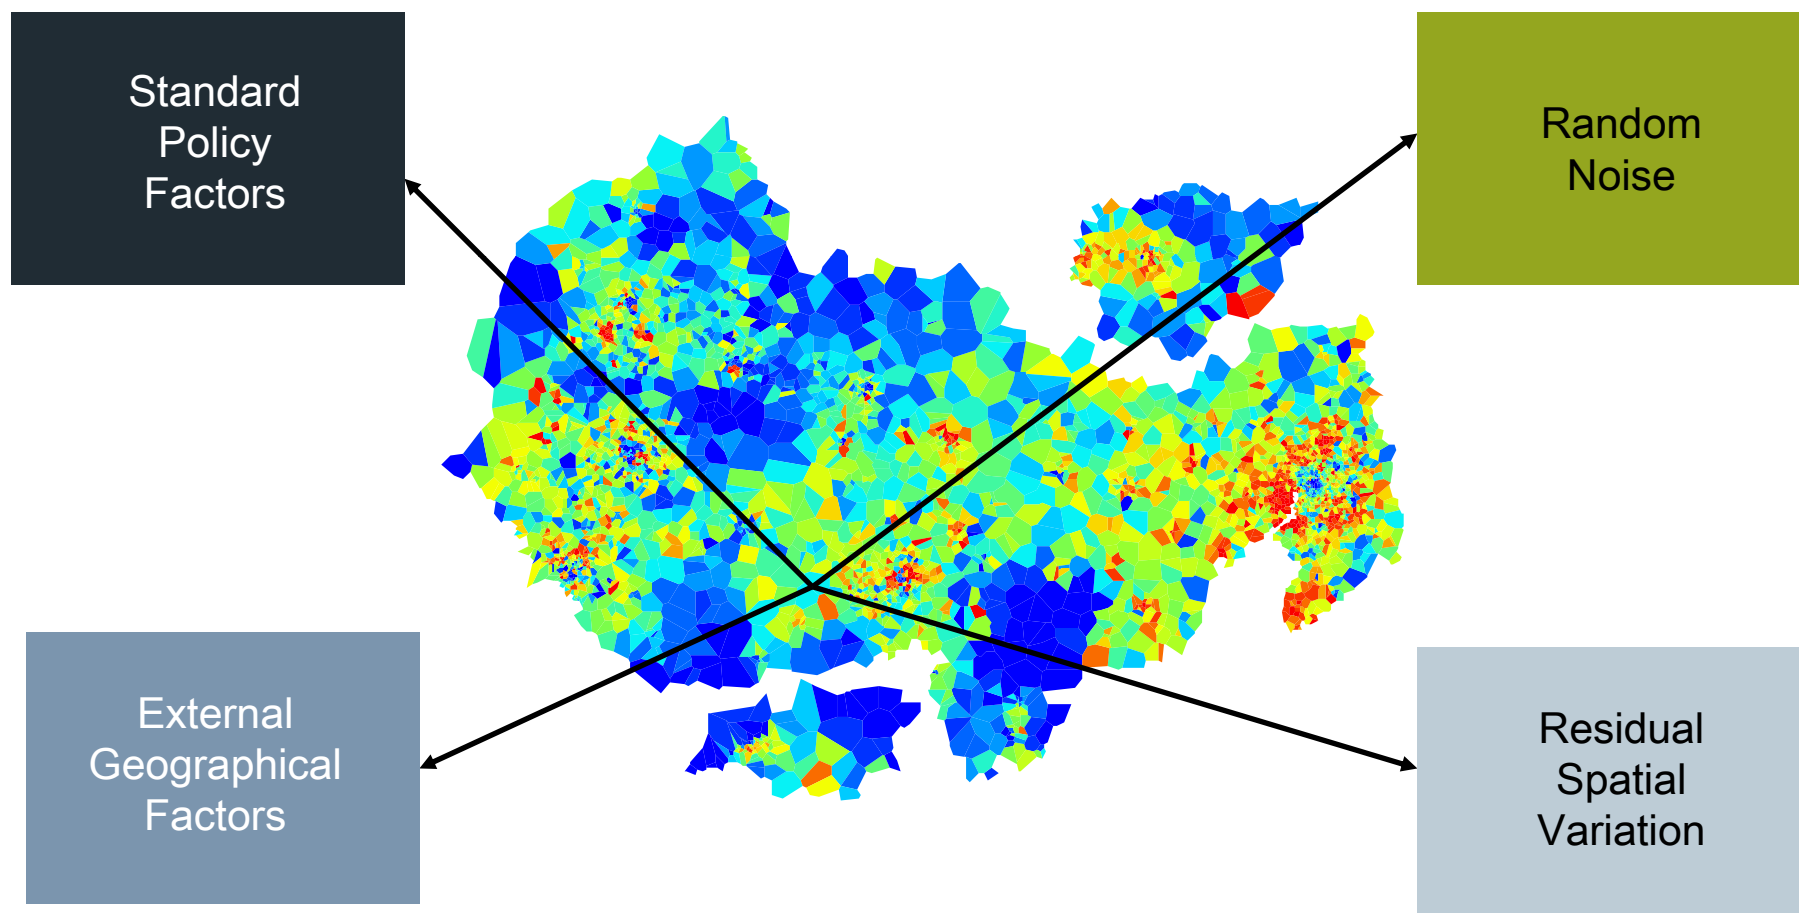 Standard
Policy
Factors
Random
Noise
External
Geographical
Factors
Residual
Spatial
Variation